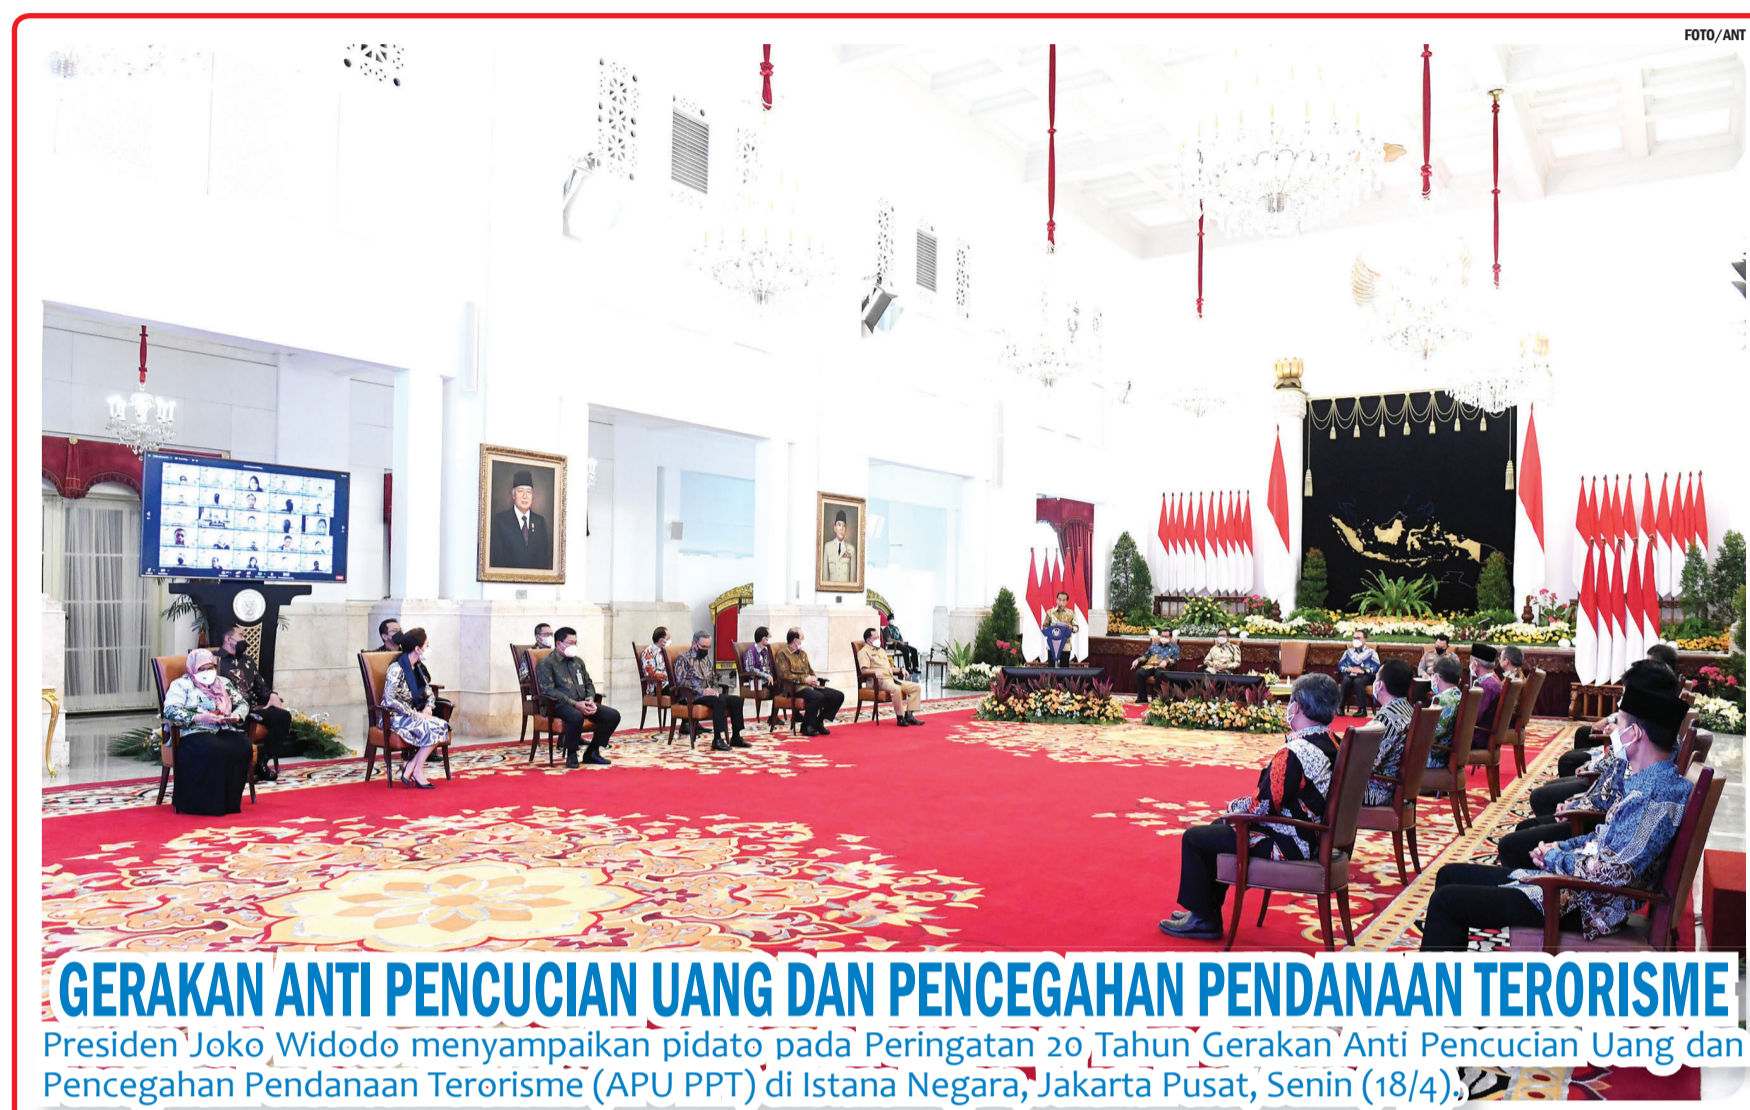 FOTO/ANT
GERAKAN ANTI PENCUCIAN UANG DAN PENCEGAHAN PENDANAAN TERORISME
Presiden Joko Widodo menyampaikan pidato pada Peringatan 20 Tahun Gerakan Anti Pencucian Uang dan
Pencegahan Pendanaan Terorisme (APU PPT) di Istana Negara, Jakarta Pusat, Senin (18/4).